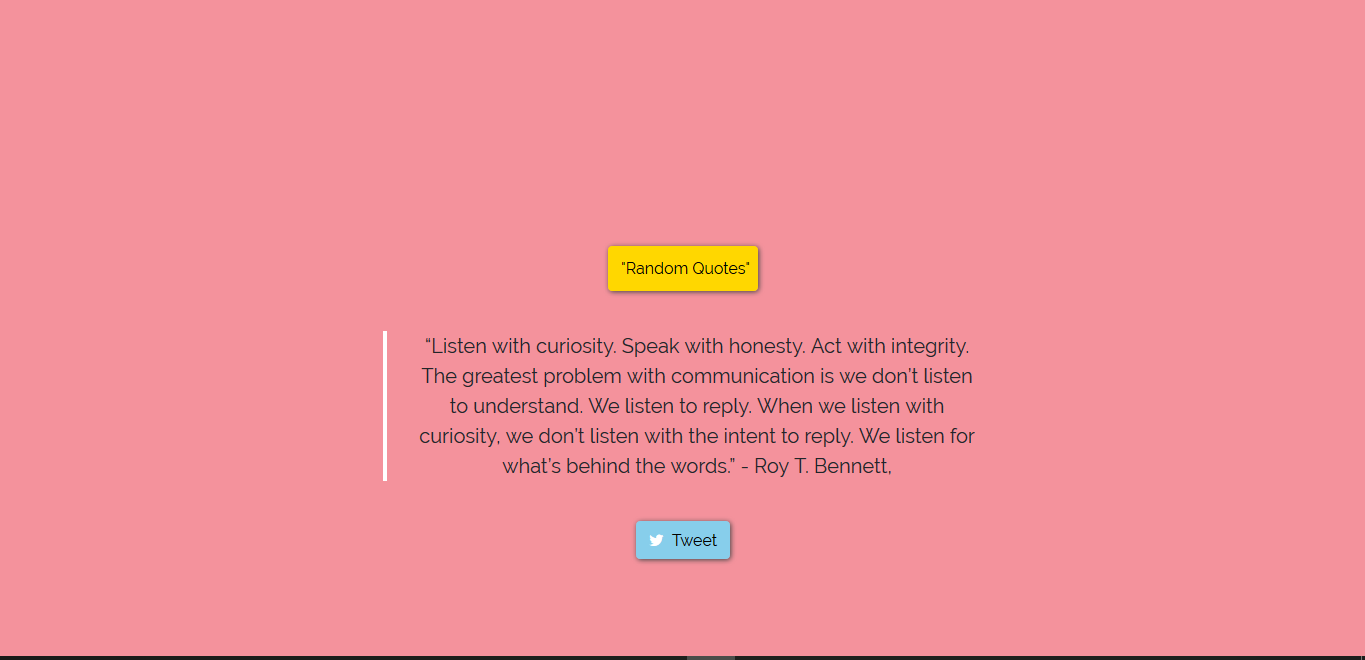 "Random Quotes"
“Listen with curiosity. Speak with honesty. Act with integrity.
The greatest problem with communication is we don’t listen
to understand. We listen to reply. When we listen with
curiosity, we don’t listen with the intent to reply. We listen for
what’s behind the words.” - Roy T. Bennett,
Tweet